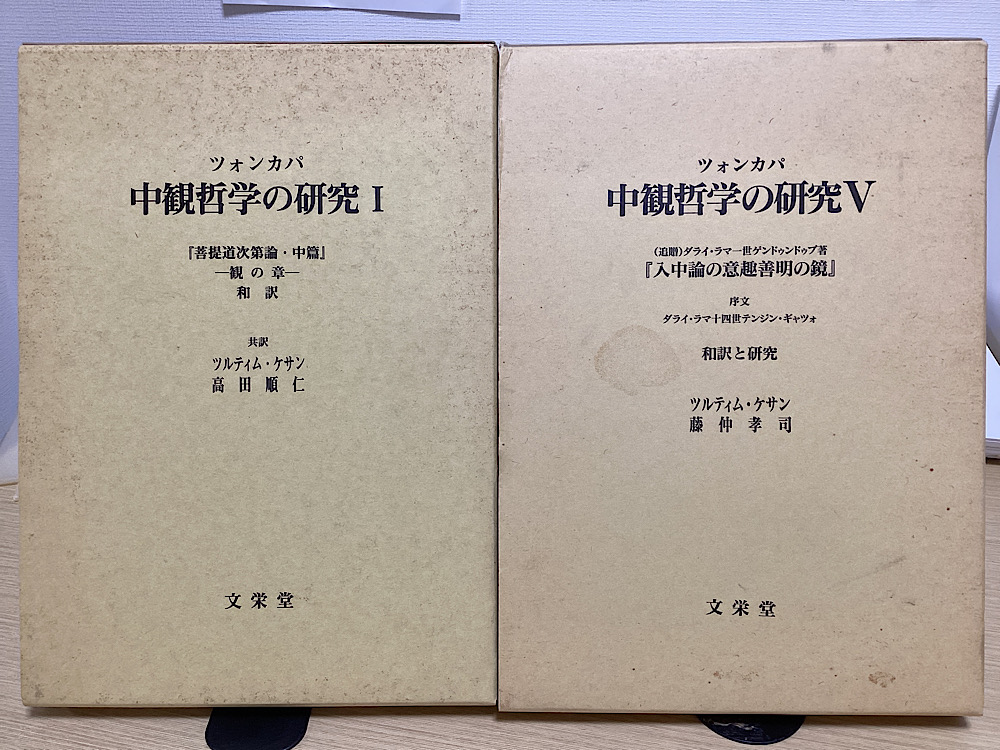 ツォンカパ
中観哲学の研究 I
『菩提道次第論・中篇』
―観の章―
和訳
共訳
ツルティム・ケサン
高田順仁
文栄堂
ツォンカパ
中観哲学の研究 V
(追贈)ダライ・ラマ一世ゲンドゥンドゥプ著
『入中論の意趣善明の鏡』
序文
ダライ・ラマ十四世テンジン・ギャツォ
和訳と研究
ツルティム・ケサン
藤仲孝司
文栄堂